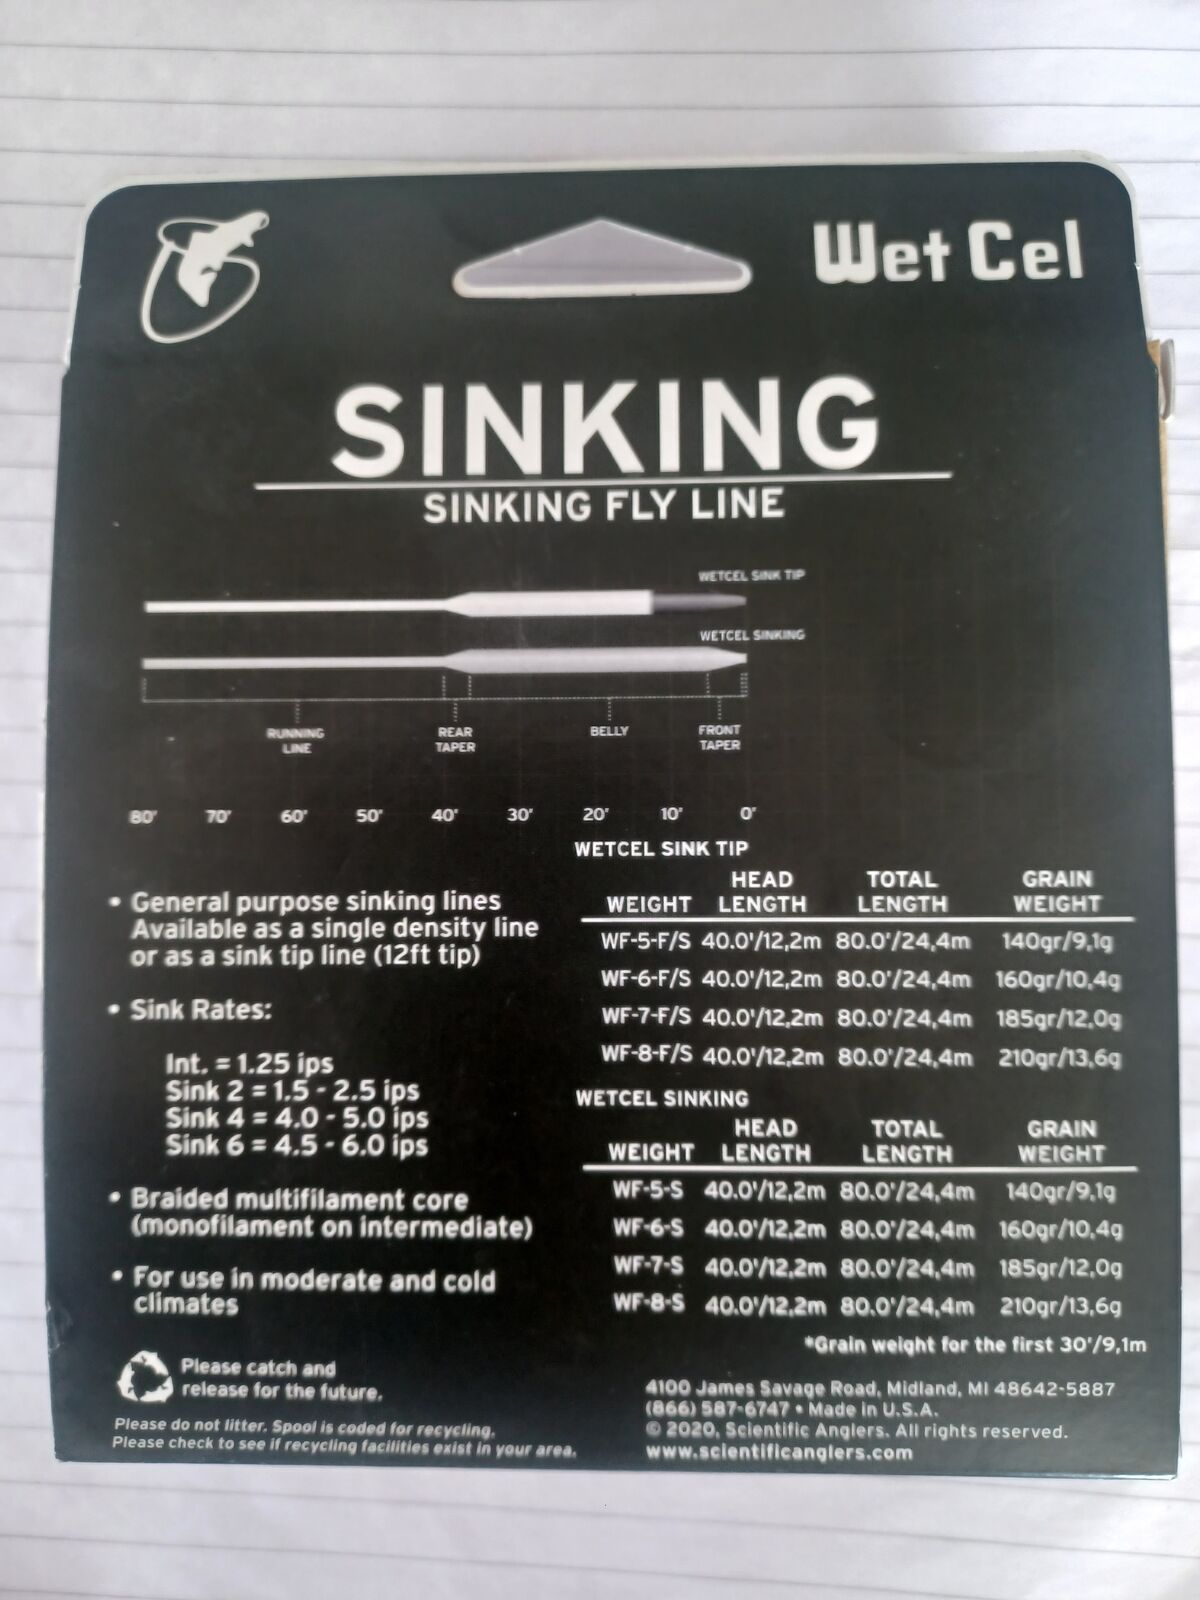 Wet Cel
SINKING
SINKING FLY LINE
WETCEL SINK TIP
WETCEL SINKING
RUNNING LINE
REAR TAPER
BELLY
FRONT TAPER
80' 70' 60' 50' 40' 30' 20' 10' 0'
• General purpose sinking lines
Available as a single density line
or as a sink tip line (12ft tip)
• Sink Rates:
Int. = 1.25 ips
Sink 2 = 1.5 - 2.5 ips
Sink 4 = 4.0 - 5.0 ips
Sink 6 = 4.5 - 6.0 ips
• Braided multifilament core
(monofilament on intermediate)
• For use in moderate and cold
climates
Please catch and
release for the future.
Please do not litter. Spool is coded for recycling.
Please check to see if recycling facilities exist in your area.
WETCEL SINK TIP
WEIGHT HEAD LENGTH TOTAL LENGTH GRAIN WEIGHT
WF-5-F/S 40.0'/12,2m 80.0'/24,4m 140gr/9,1g
WF-6-F/S 40.0'/12,2m 80.0'/24,4m 160gr/10,4g
WF-7-F/S 40.0'/12,2m 80.0'/24,4m 185gr/12,0g
WF-8-F/S 40.0'/12,2m 80.0'/24,4m 210gr/13,6g
WETCEL SINKING
WEIGHT HEAD LENGTH TOTAL LENGTH GRAIN WEIGHT
WF-5-S 40.0'/12,2m 80.0'/24,4m 140gr/9,1g
WF-6-S 40.0'/12,2m 80.0'/24,4m 160gr/10,4g
WF-7-S 40.0'/12,2m 80.0'/24,4m 185gr/12,0g
WF-8-S 40.0'/12,2m 80.0'/24,4m 210gr/13,6g
*Grain weight for the first 30'/9,1m
4100 James Savage Road, Midland, MI 48642-5887
(866) 587-6747 • Made in U.S.A.
© 2020, Scientific Anglers. All rights reserved.
www.scientificanglers.com